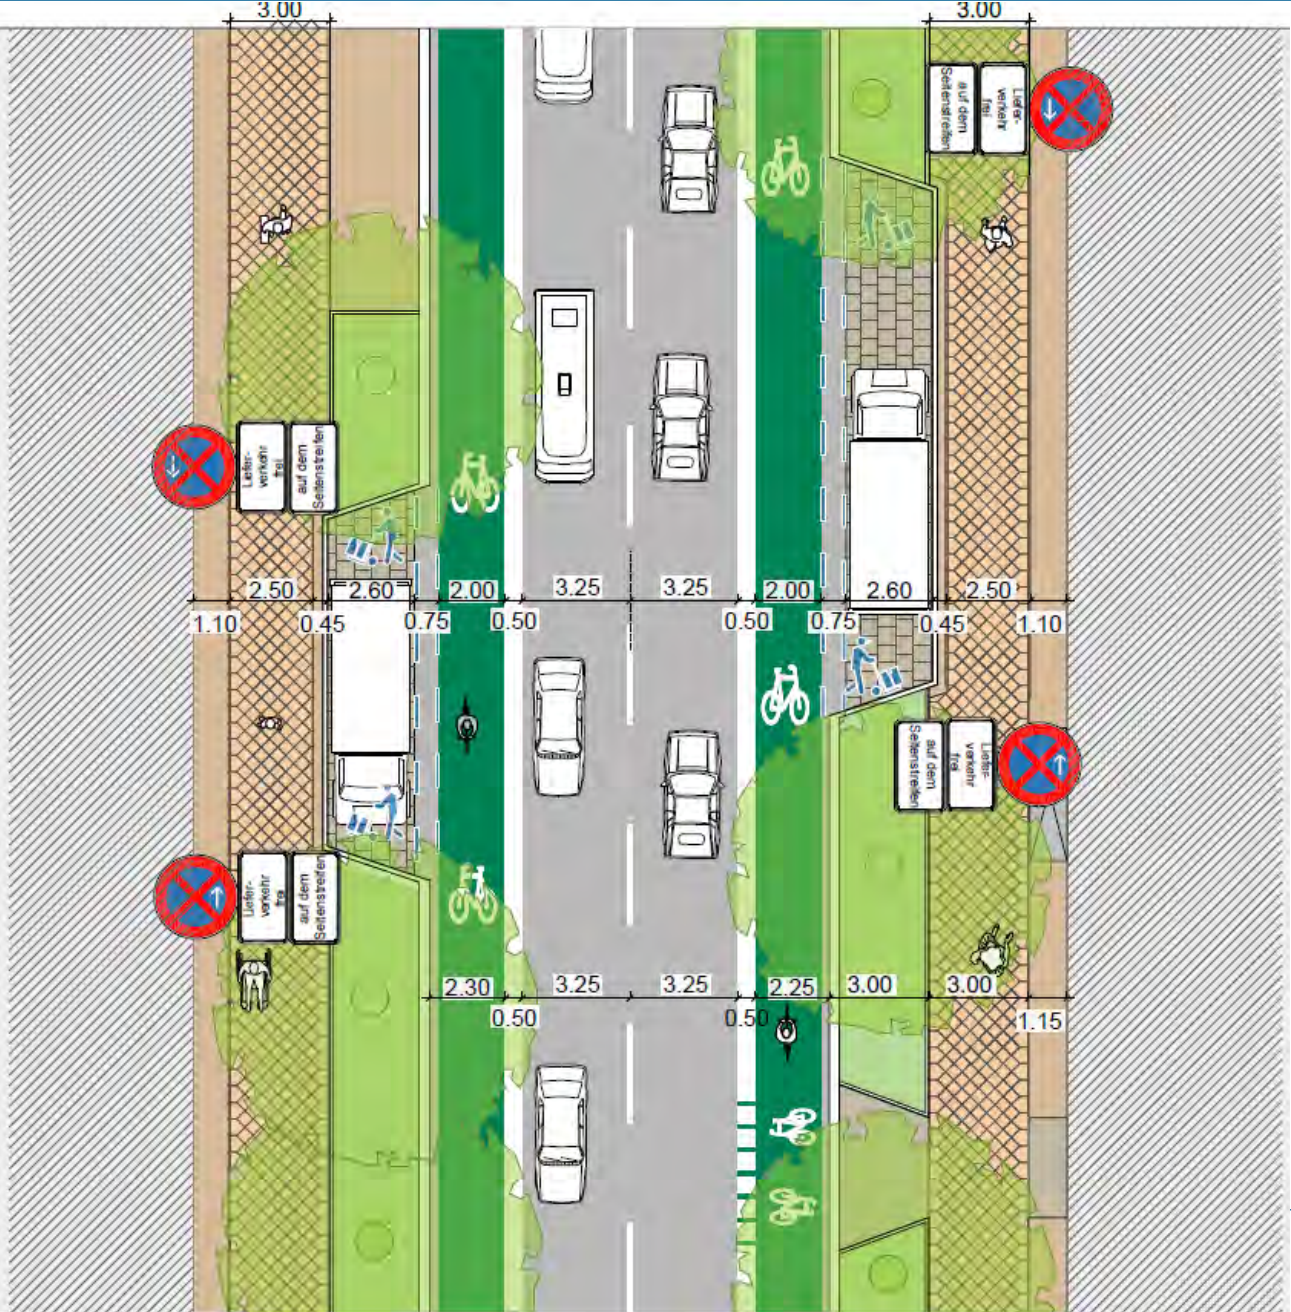 3.00
3.00
auf dem
Seitenstreifen
Liefer-
verkehr
frei
Liefer-
verkehr
frei
auf dem
Seitenstreifen
2.50
2.60
2.00
3.25
3.25
2.00
2.60
2.50
1.10
0.45
0.75
0.50
0.50
0.75
0.45
1.10
auf dem
Seitenstreifen
Liefer-
verkehr
frei
Liefer-
verkehr
frei
auf dem
Seitenstreifen
2.30
3.25
3.25
2.25
3.00
3.00
0.50
0.50
1.15